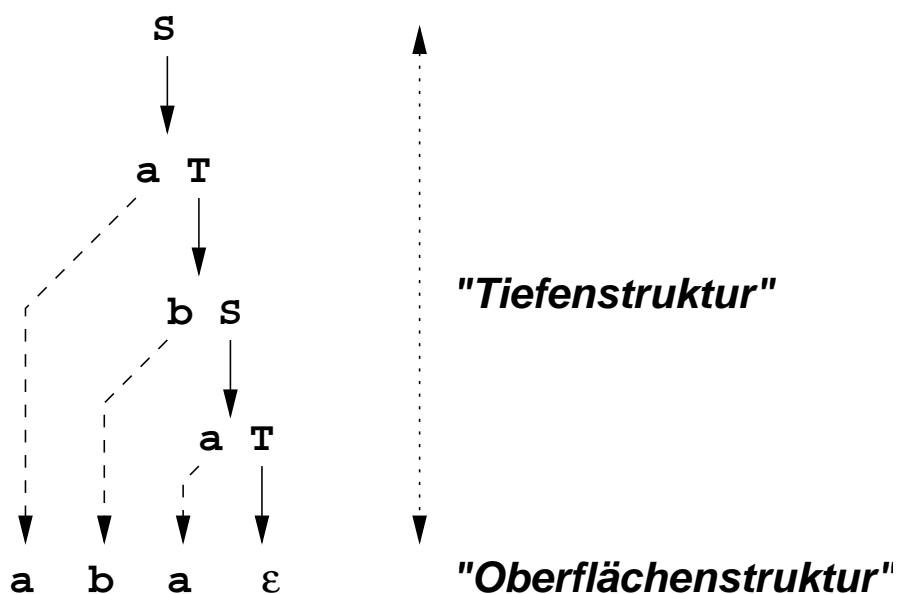 S
a T
b S
"Tiefenstruktur"
a T
a b a ε
"Oberflächenstruktur"